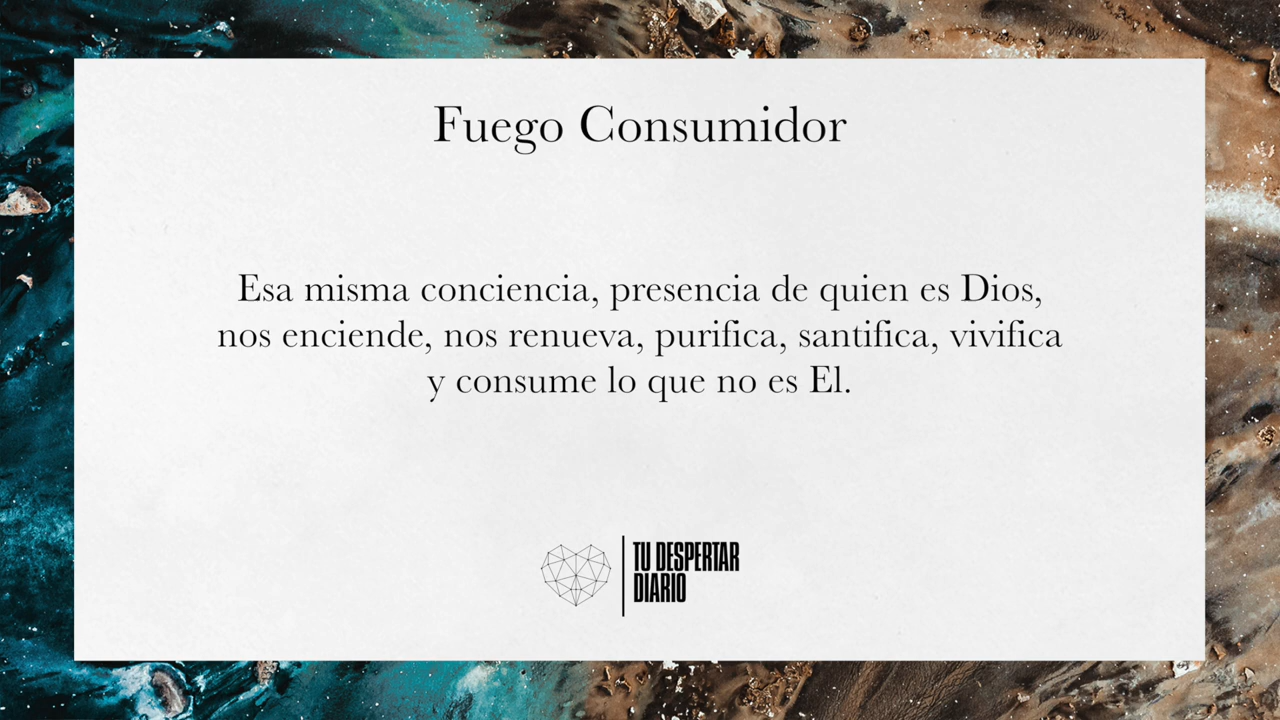 Fuego Consumidor
Esa misma conciencia, presencia de quien es Dios,
nos enciende, nos renueva, purifica, santifica, vivifica
y consume lo que no es El.
TU DESPERTAR
DIARIO